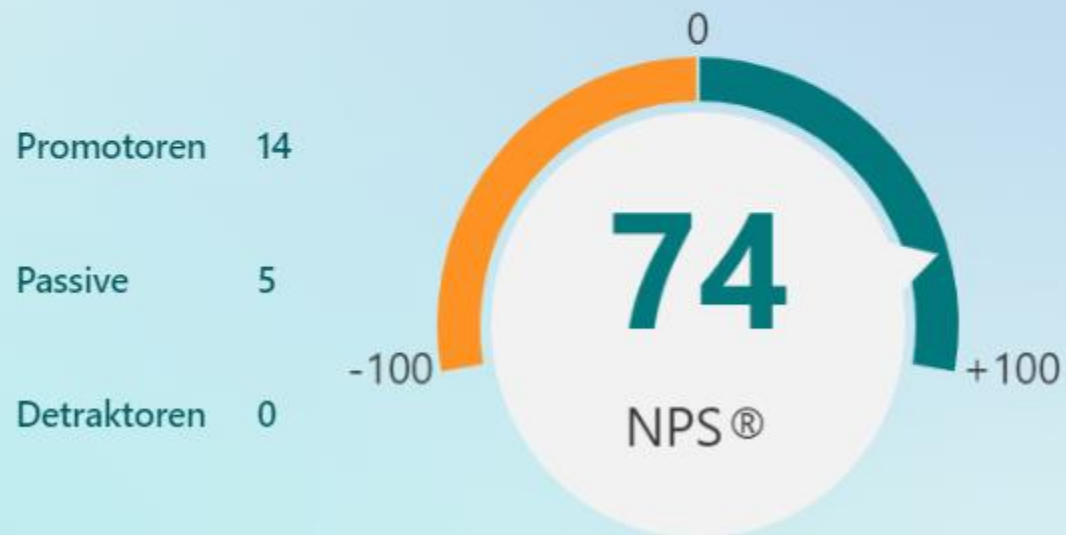 Promotoren 14
Passive 5
Detraktoren 0
0
74
-100
+100
NPS®